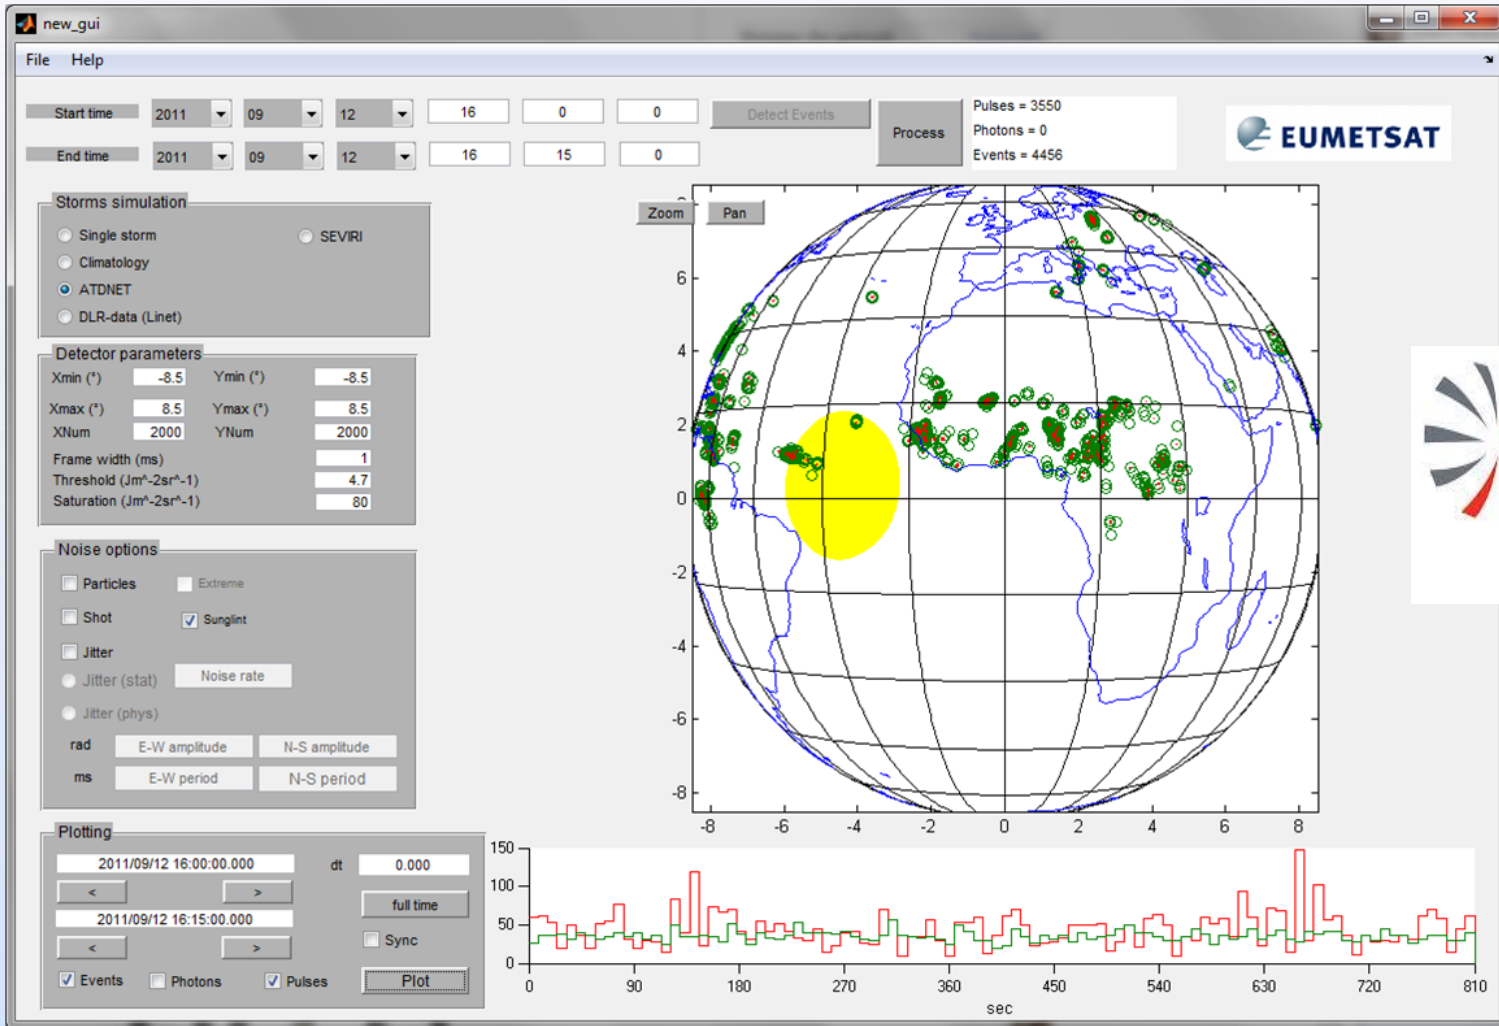 new_gui
File Help
Start time 2011 09 12 16 0 0 Detect Events
End time 2011 09 12 16 15 0
Process
Pulses = 3550
Photons = 0
Events = 4456
EUMETSAT
Storms simulation
Single storm SEVIRI
Climatology
ATDNET
DLR-data (Linet)
Detector parameters
Xmin (°) -8.5 Ymin (°) -8.5
Xmax (°) 8.5 Ymax (°) 8.5
XNum 2000 YNum 2000
Frame width (ms) 1
Threshold (Jm^-2sr^-1) 4.7
Saturation (Jm^-2sr^-1) 80
Noise options
Particles Extreme
Shot Sunglint
Jitter
Jitter (stat) Noise rate
Jitter (phys)
rad E-W amplitude N-S amplitude
ms E-W period N-S period
Plotting
2011/09/12 16:00:00.000 dt 0.000
< >
full time
2011/09/12 16:15:00.000
< >
Sync
Events Photons Pulses Plot
Zoom Pan
6
4
2
0
-2
-4
-6
-8
-8 -6 -4 -2 0 2 4 6 8
150
100
50
0
0 90 180 270 360 450 540 630 720 810
sec